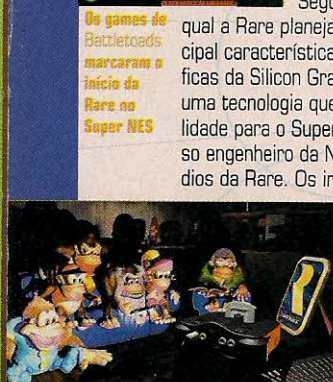 Os games de
Battletoads
marcaram o
início da
Rare no
Super NES
Segu
qual a Rare planeja
cipal característica
ficas da Silicon Gra
uma tecnologia que
lidade para o Super
so engenheiro da N
dios da Rare. Os in
R